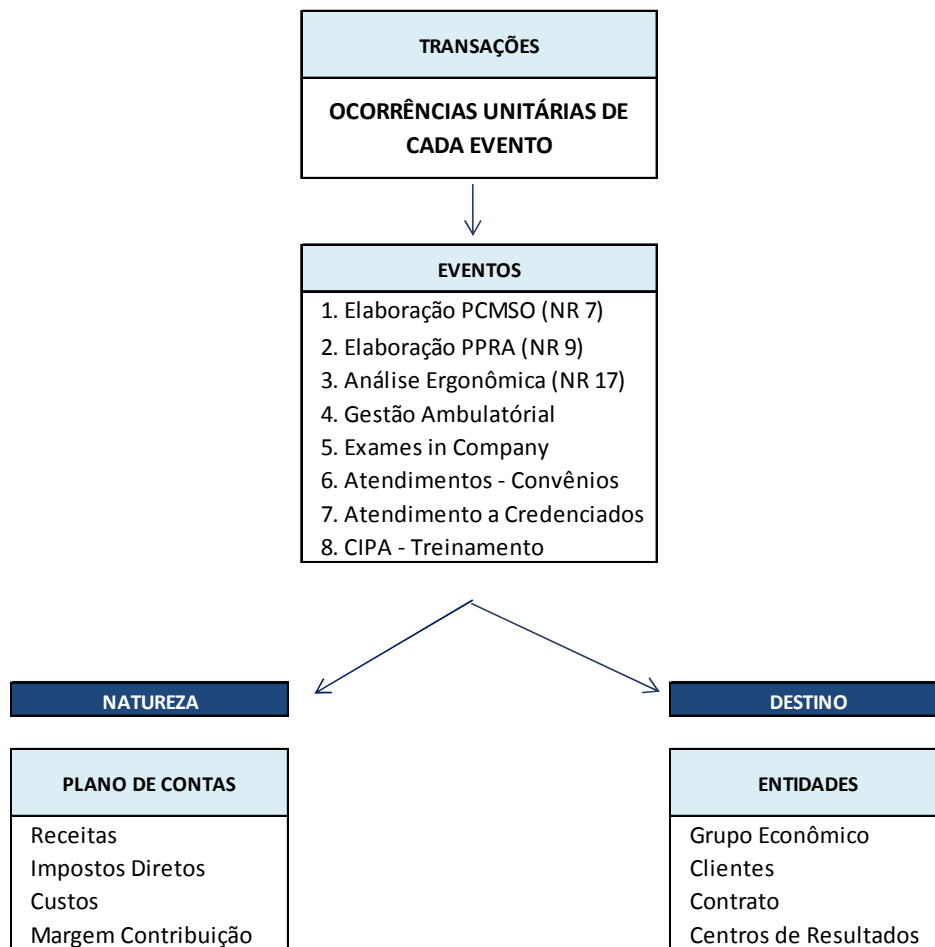 TRANSAÇÕES
OCORRÊNCIAS UNITÁRIAS DE
CADA EVENTO
EVENTOS
1. Elaboração PCMSO (NR 7)
2. Elaboração PPRA (NR 9)
3. Análise Ergonômica (NR 17)
4. Gestão Ambulatórial
5. Exames in Company
6. Atendimentos - Convênios
7. Atendimento a Credenciados
8. CIPA - Treinamento
NATUREZA
PLANO DE CONTAS
Receitas
Impostos Diretos
Custos
Margem Contribuição
DESTINO
ENTIDADES
Grupo Econômico
Clientes
Contrato
Centros de Resultados